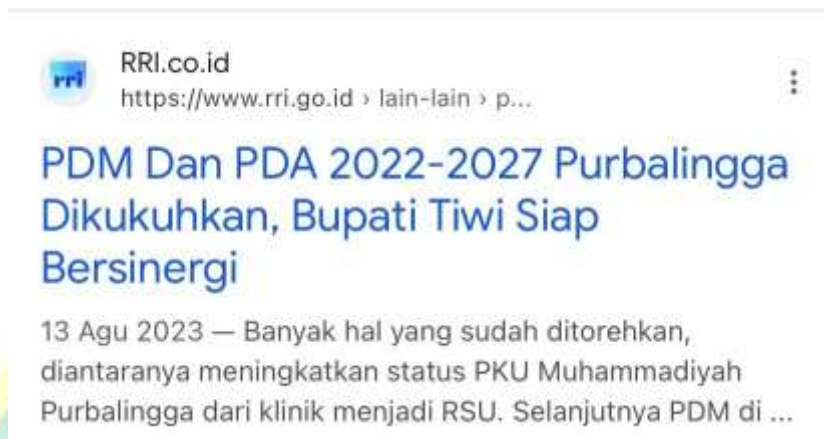 rri
RRI.co.id
https://www.rri.go.id › lain-lain › p...
PDM Dan PDA 2022-2027 Purbalingga
Dikukuhkan, Bupati Tiwi Siap
Bersinergi
13 Agu 2023 — Banyak hal yang sudah ditorehkan,
diantaranya meningkatkan status PKU Muhammadiyah
Purbalingga dari klinik menjadi RSU. Selanjutnya PDM di ...